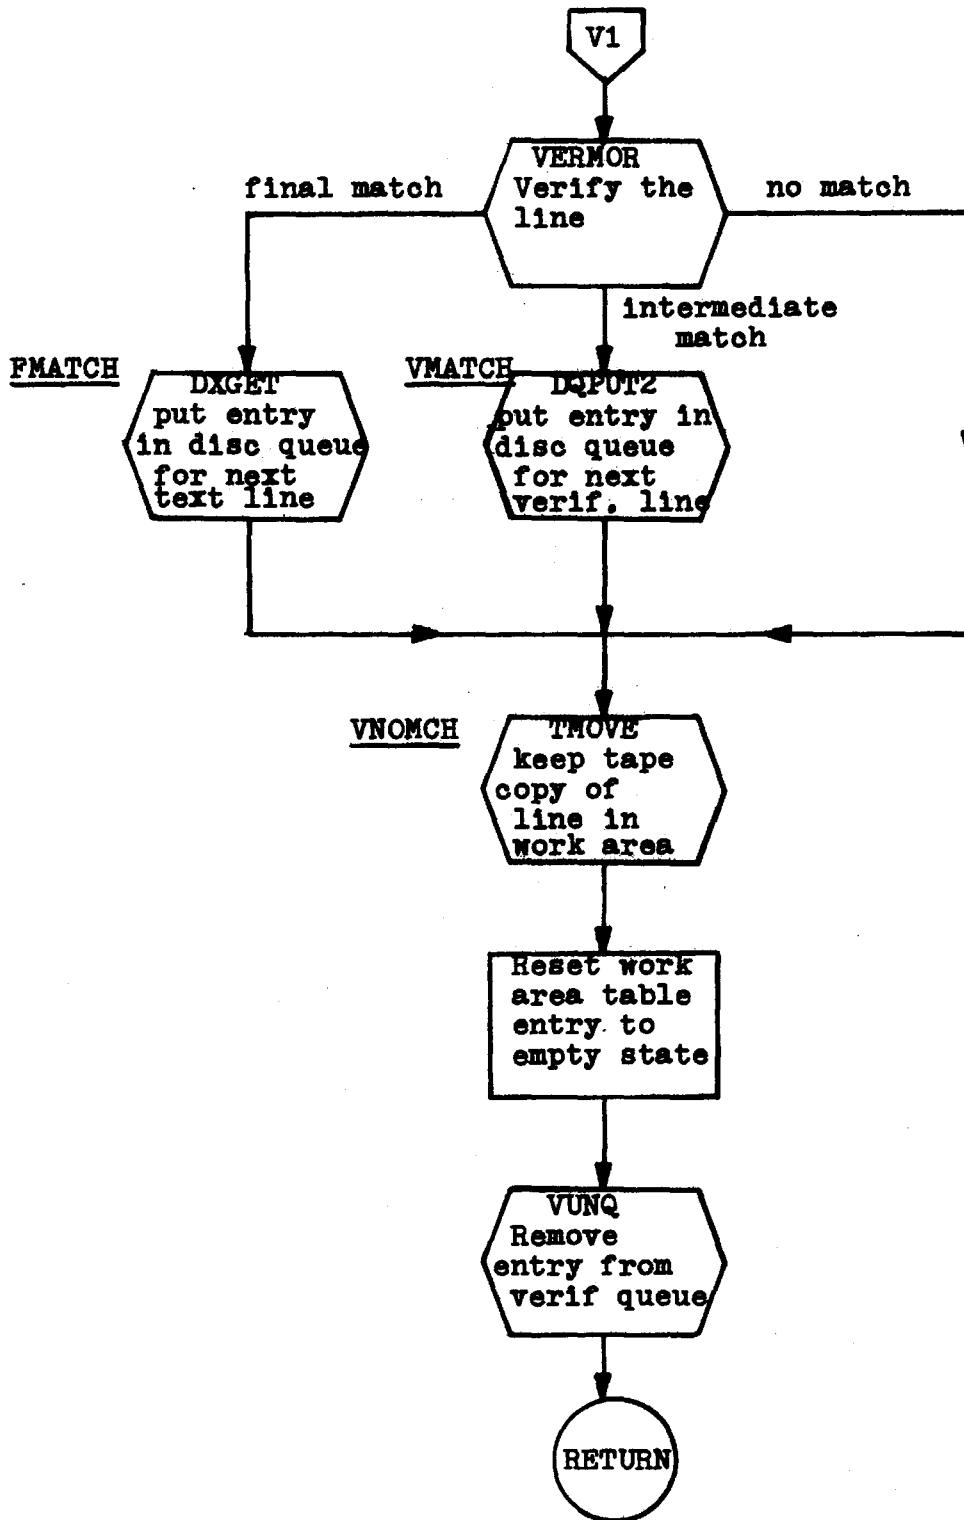 V1
VERMOR
Verify the
line
final match
no match
intermediate
match
FMATCH
DXGET
put entry
in disc queue
for next
text line
VMATCH
DQPUT2
put entry in
disc queue
for next
verif. line
VNOMCH
TMOVE
keep tape
copy of
line in
work area
Reset work
area table
entry to
empty state
VUNQ
Remove
entry from
verif queue
RETURN